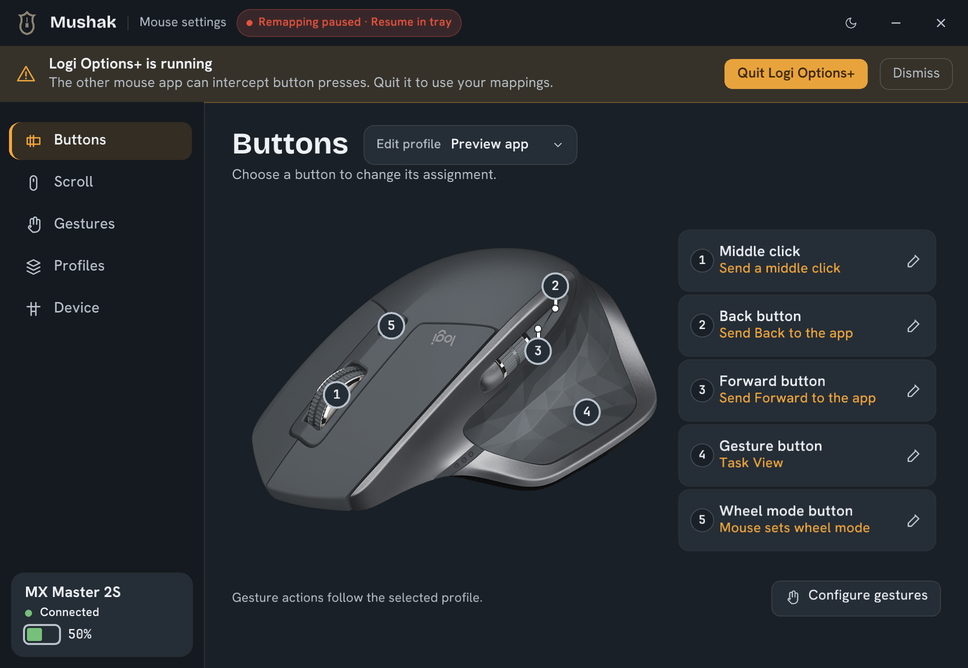 Mushak
Mouse settings
Remapping paused · Resume in tray
Logi Options+ is running
The other mouse app can intercept button presses. Quit it to use your mappings.
Quit Logi Options+
Dismiss
Buttons
Scroll
Gestures
Profiles
Device
MX Master 2S
Connected
50%
Buttons
Edit profile Preview app
Choose a button to change its assignment.
logi
1
2
3
4
5
1
Middle click
Send a middle click
2
Back button
Send Back to the app
3
Forward button
Send Forward to the app
4
Gesture button
Task View
5
Wheel mode button
Mouse sets wheel mode
Gesture actions follow the selected profile.
Configure gestures